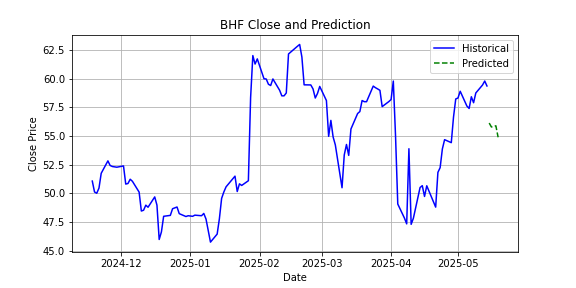 BHF Close and Prediction
Historical
Predicted
Close Price
62.5
60.0
57.5
55.0
52.5
50.0
47.5
45.0
2024-12
2025-01
2025-02
2025-03
2025-04
2025-05
Date